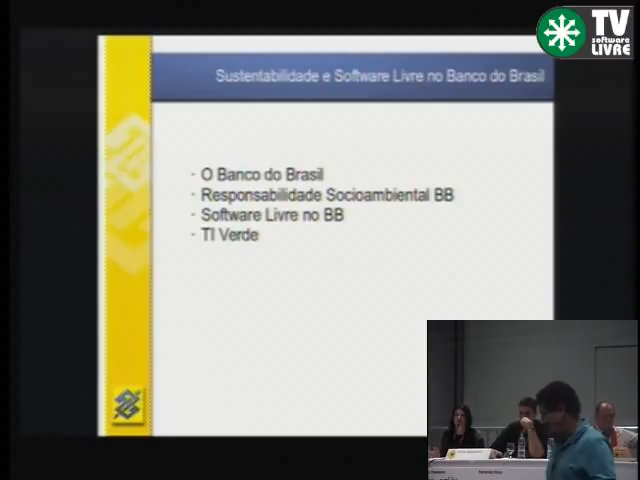 TV
software
LIVRE
Sustentabilidade e Software Livre no Banco do Brasil
· O Banco do Brasil
· Responsabilidade Socioambiental BB
· Software Livre no BB
· TI Verde